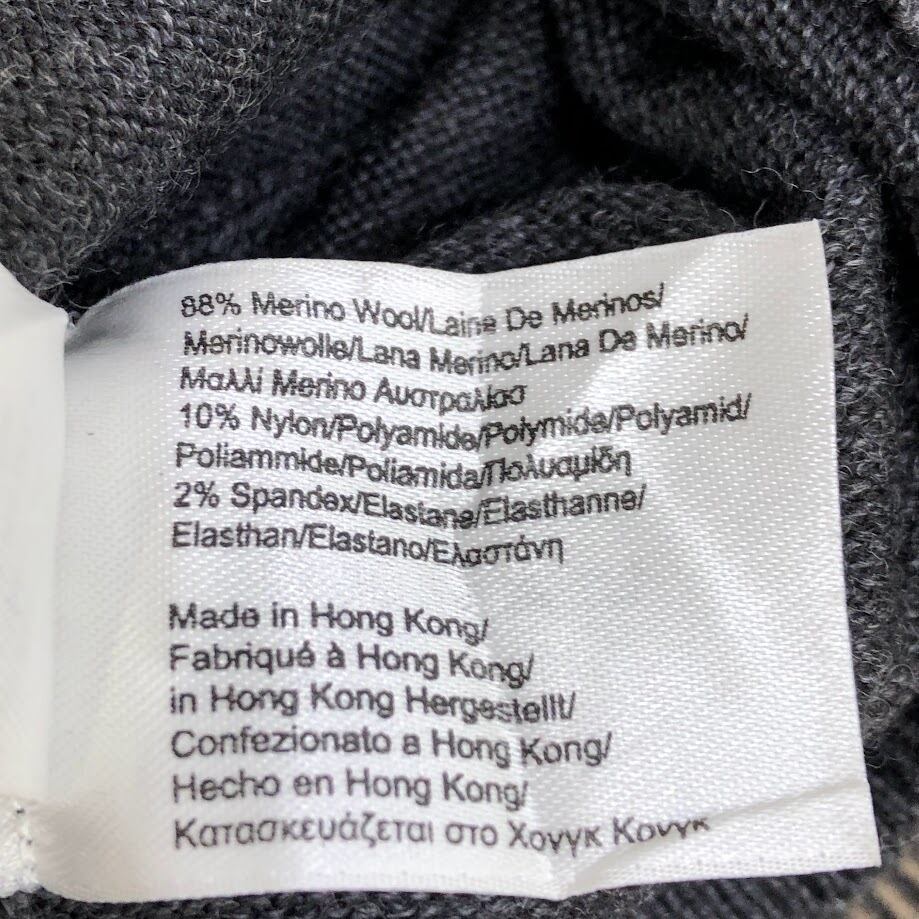 88% Merino Wool/Laine De Merinos/
Merinowolle/Lana Merino/Lana De Merino/
Μαλλί Merino Αυστραλίασ
10% Nylon/Polyamide/Polymide/Polyamid/
Poliammide/Poliamida/Πολυαμίδη
2% Spandex/Elastane/Elasthanne/
Elasthan/Elastano/Ελαστάνη
Made in Hong Kong/
Fabriqué à Hong Kong/
in Hong Kong Hergestellt/
Confezionato a Hong Kong/
Hecho en Hong Kong/
Κατασκευάζεται στο Χονγκ Κονγκ